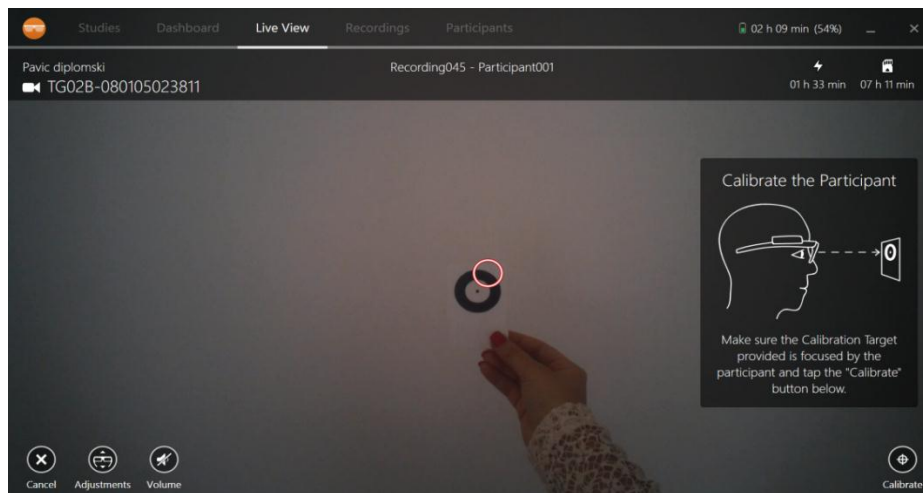 Studies Dashboard Live View Recordings Participants 02 h 09 min (54%)
Pavic diplomski
TG02B-080105023811
Recording045 - Participant001
01 h 33 min 07 h 11 min
Calibrate the Participant
Make sure the Calibration Target
provided is focused by the
participant and tap the "Calibrate"
button below.
Cancel Adjustments Volume
Calibrate